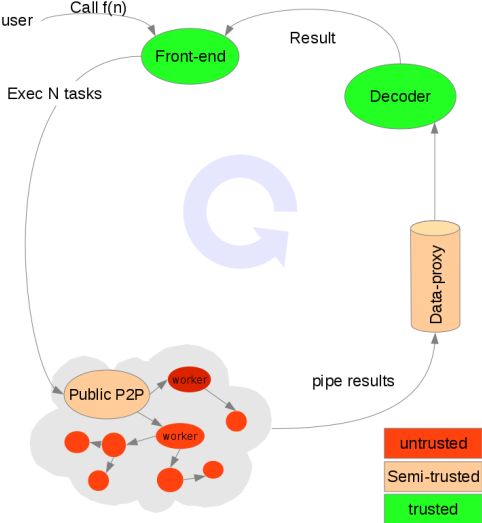 user
Call f(n)
Front-end
Result
Decoder
Exec N tasks
Data-proxy
Public P2P
worker
worker
pipe results
untrusted
Semi-trusted
trusted